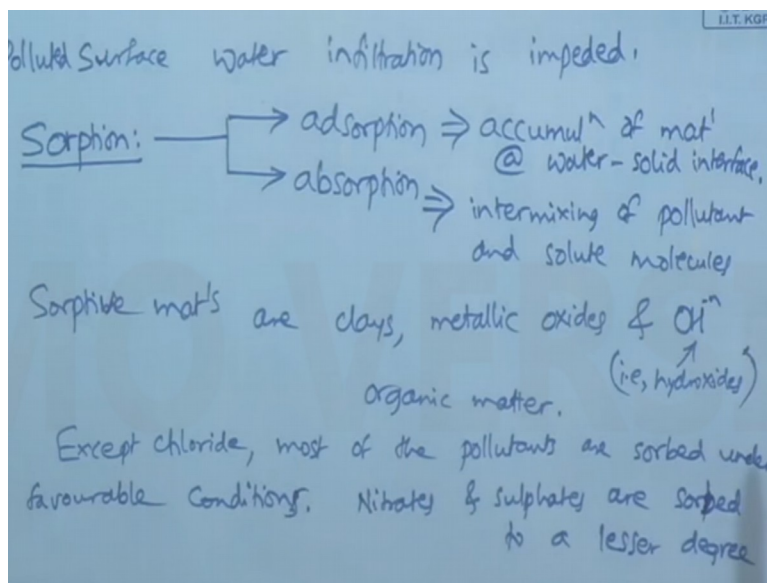 I.I.T. KGP
Polluted Surface water infiltration is impeded.
Sorption: → adsorption ⇒ accumulⁿ of mat'l
@ water-solid interface.
→ absorption ⇒ intermixing of pollutant
and solute molecules
Sorptive mat'ls are clays, metallic oxides & OHⁿ
(i.e, hydroxides)
organic matter.
Except chloride, most of the pollutants are sorbed under
favourable conditions. Nitrates & sulphates are sorbed
to a lesser degree